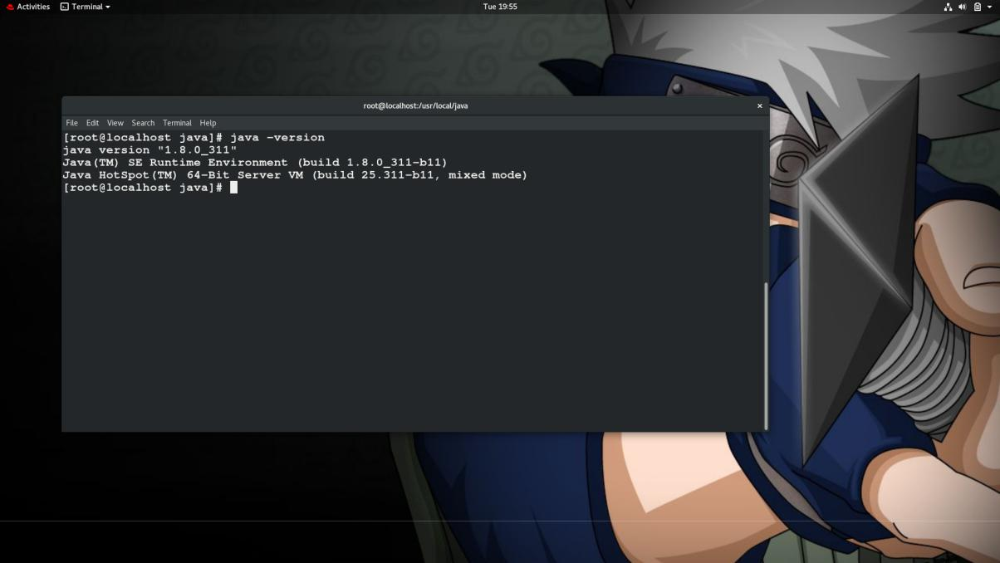 Activities Terminal Tue 19:55
root@localhost:/usr/local/java
File Edit View Search Terminal Help
[root@localhost java]# java -version
java version "1.8.0_311"
Java(TM) SE Runtime Environment (build 1.8.0_311-b11)
Java HotSpot(TM) 64-Bit Server VM (build 25.311-b11, mixed mode)
[root@localhost java]#